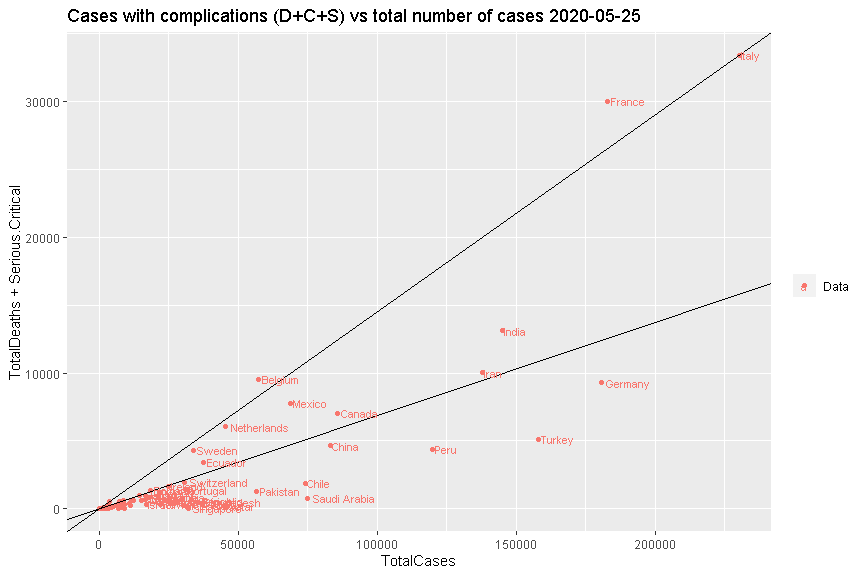 Cases with complications (D+C+S) vs total number of cases 2020-05-25
TotalDeaths + Serious.Critical
30000
20000
10000
0
Italy
France
India
Iran
Germany
Belgium
Mexico
Canada
Netherlands
China
Turkey
Peru
Sweden
Ecuador
Switzerland
Chile
Pakistan
Saudi Arabia
Portugal
Singapore
0
50000
100000
150000
200000
TotalCases
a
Data